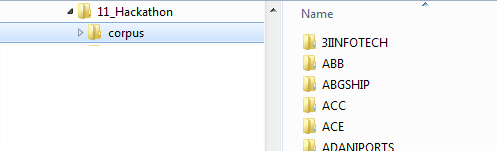 11_Hackathon
corpus
Name
3IINFOTECH
ABB
ABGSHIP
ACC
ACE
ADANIPORTS